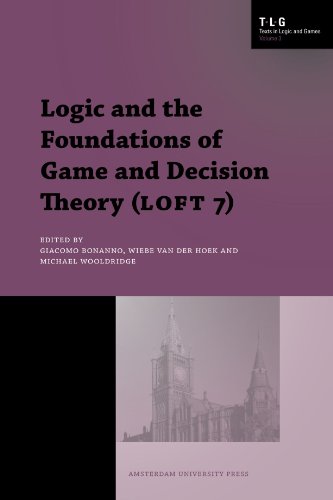 T·L·G
Texts in Logic and Games
Volume 3
Logic and the
Foundations of
Game and Decision
Theory (LOFT 7)
EDITED BY
GIACOMO BONANNO, WIEBE VAN DER HOEK AND
MICHAEL WOOLDRIDGE
AMSTERDAM UNIVERSITY PRESS